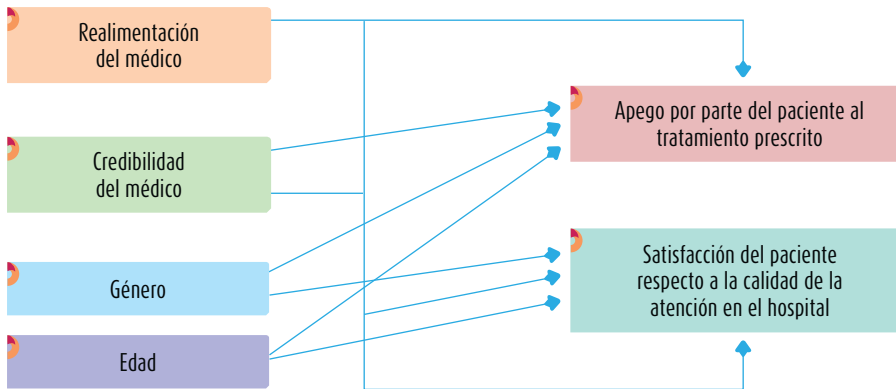 Realimentación
del médico
Apego por parte del paciente al
tratamiento prescrito
Credibilidad
del médico
Satisfacción del paciente
respecto a la calidad de la
atención en el hospital
Género
Edad